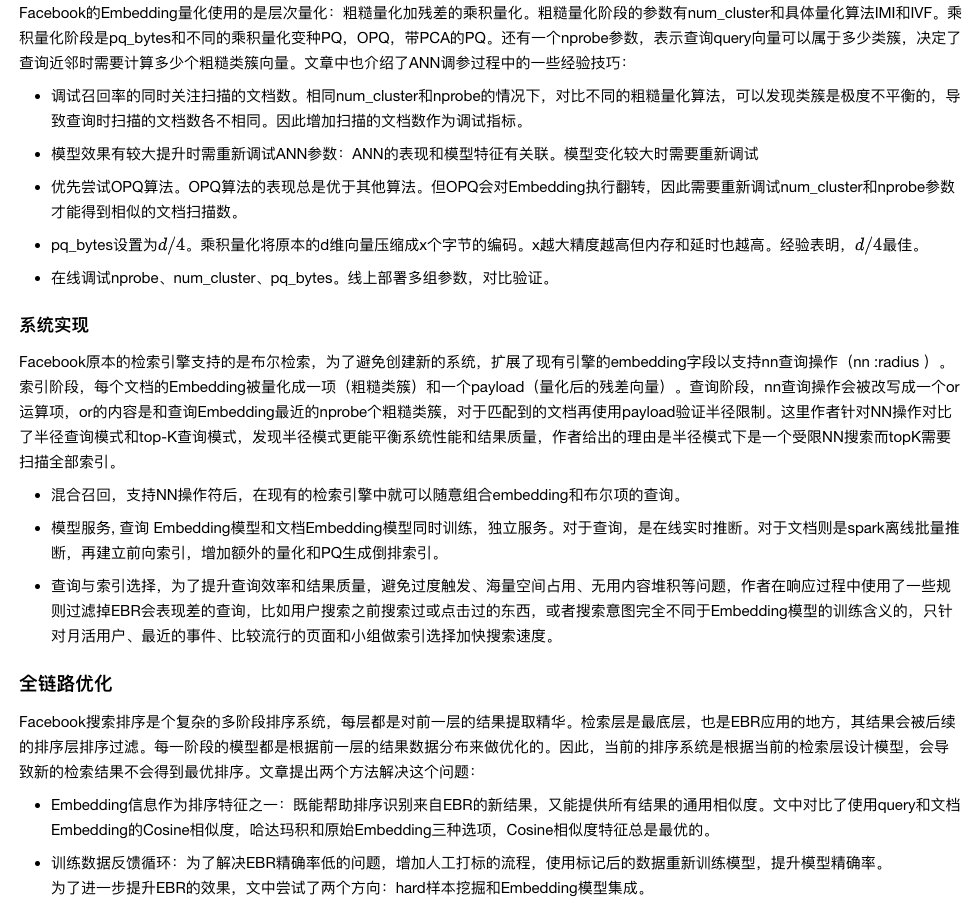 Facebook的Embedding量化使用的是层次量化：粗糙量化加残差的乘积量化。粗糙量化阶段的参数有num_cluster和具体量化算法IMI和IVF。乘
积量化阶段是pq_bytes和不同的乘积量化变种PQ，OPQ，带PCA的PQ。还有一个nprobe参数，表示查询query向量可以属于多少类簇，决定了
查询近邻时需要计算多少个粗糙类簇向量。文章中也介绍了ANN调参过程中的一些经验技巧：
• 调试召回率的同时关注扫描的文档数。相同num_cluster和nprobe的情况下，对比不同的粗糙量化算法，可以发现类簇是极度不平衡的，导
致查询时扫描的文档数各不相同。因此增加扫描的文档数作为调试指标。
• 模型效果有较大提升时需重新调试ANN参数：ANN的表现和模型特征有关联。模型变化较大时需要重新调试
• 优先尝试OPQ算法。OPQ算法的表现总是优于其他算法。但OPQ会对Embedding执行翻转，因此需要重新调试num_cluster和nprobe参数
才能得到相似的文档扫描数。
• pq_bytes设置为d/4。乘积量化将原本的d维向量压缩成x个字节的编码。x越大精度越高但内存和延时也越高。经验表明，d/4最佳。
• 在线调试nprobe、num_cluster、pq_bytes。线上部署多组参数，对比验证。
系统实现
Facebook原本的检索引擎支持的是布尔检索，为了避免创建新的系统，扩展了现有引擎的embedding字段以支持nn查询操作（nn :radius ）。
索引阶段，每个文档的Embedding被量化成一项（粗糙类簇）和一个payload（量化后的残差向量）。查询阶段，nn查询操作会被改写成一个or
运算项，or的内容是和查询Embedding最近的nprobe个粗糙类簇，对于匹配到的文档再使用payload验证半径限制。这里作者针对NN操作对比
了半径查询模式和top-K查询模式，发现半径模式更能平衡系统性能和结果质量，作者给出的理由是半径模式下是一个受限NN搜索而topK需要
扫描全部索引。
• 混合召回，支持NN操作符后，在现有的检索引擎中就可以随意组合embedding和布尔项的查询。
• 模型服务, 查询 Embedding模型和文档Embedding模型同时训练，独立服务。对于查询，是在线实时推断。对于文档则是spark离线批量推
断，再建立前向索引，增加额外的量化和PQ生成倒排索引。
• 查询与索引选择，为了提升查询效率和结果质量，避免过度触发、海量空间占用、无用内容堆积等问题，作者在响应过程中使用了一些规
则过滤掉EBR会表现差的查询，比如用户搜索之前搜索过或点击过的东西，或者搜索意图完全不同于Embedding模型的训练含义的，只针
对月活用户、最近的事件、比较流行的页面和小组做索引选择加快搜索速度。
全链路优化
Facebook搜索排序是个复杂的多阶段排序系统，每层都是对前一层的结果提取精华。检索层是最底层，也是EBR应用的地方，其结果会被后续
的排序层排序过滤。每一阶段的模型都是根据前一层的结果数据分布来做优化的。因此，当前的排序系统是根据当前的检索层设计模型，会导
致新的检索结果不会得到最优排序。文章提出两个方法解决这个问题：
• Embedding信息作为排序特征之一：既能帮助排序识别来自EBR的新结果，又能提供所有结果的通用相似度。文中对比了使用query和文档
Embedding的Cosine相似度，哈达玛积和原始Embedding三种选项，Cosine相似度特征总是最优的。
• 训练数据反馈循环：为了解决EBR精确率低的问题，增加人工打标的流程，使用标记后的数据重新训练模型，提升模型精确率。
为了进一步提升EBR的效果，文中尝试了两个方向：hard样本挖掘和Embedding模型集成。